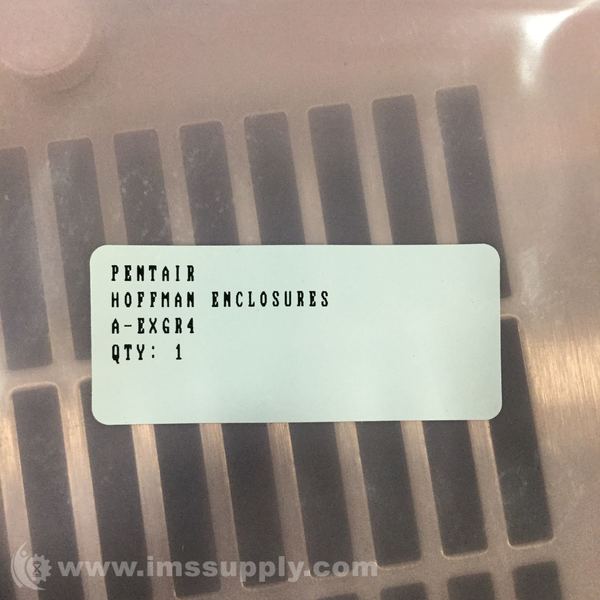 PENTAIR
HOFFMAN ENCLOSURES
A-EXGR4
QTY: 1
www.imssupply.com